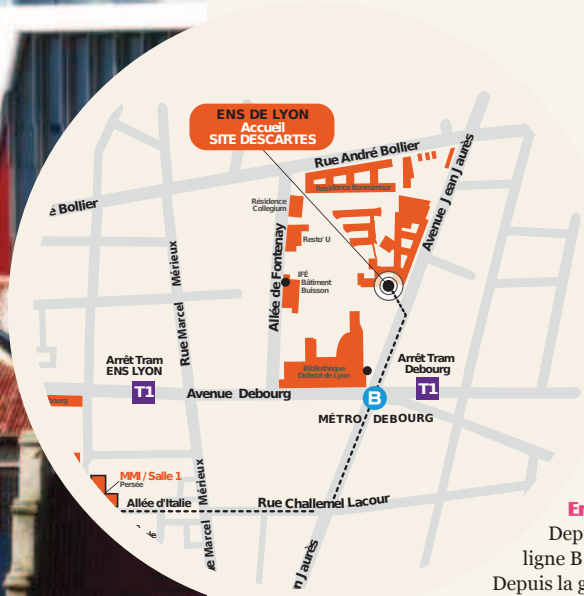 ENS DE LYON
Accueil
SITE DESCARTES
Rue André Bollier
Avenue Jean Jaurès
Résidence Bonnamour
e Bollier
Résidence
Collegium
Resto' U
Allée de Fontenay
IFÉ
Bâtiment
Buisson
Rue Marcel Mérieux
Arrêt Tram
ENS LYON
T1
Avenue Debourg
Bibliothèque
Diderot de Lyon
Arrêt Tram
Debourg
T1
B
MÉTRO DEBOURG
bourg
MMI / Salle 1
Persée
Allée d'Italie
Mérieux
Rue Challemel Lacour
e Marcel
n Jaurès
En
Depu
ligne B
Depuis la g